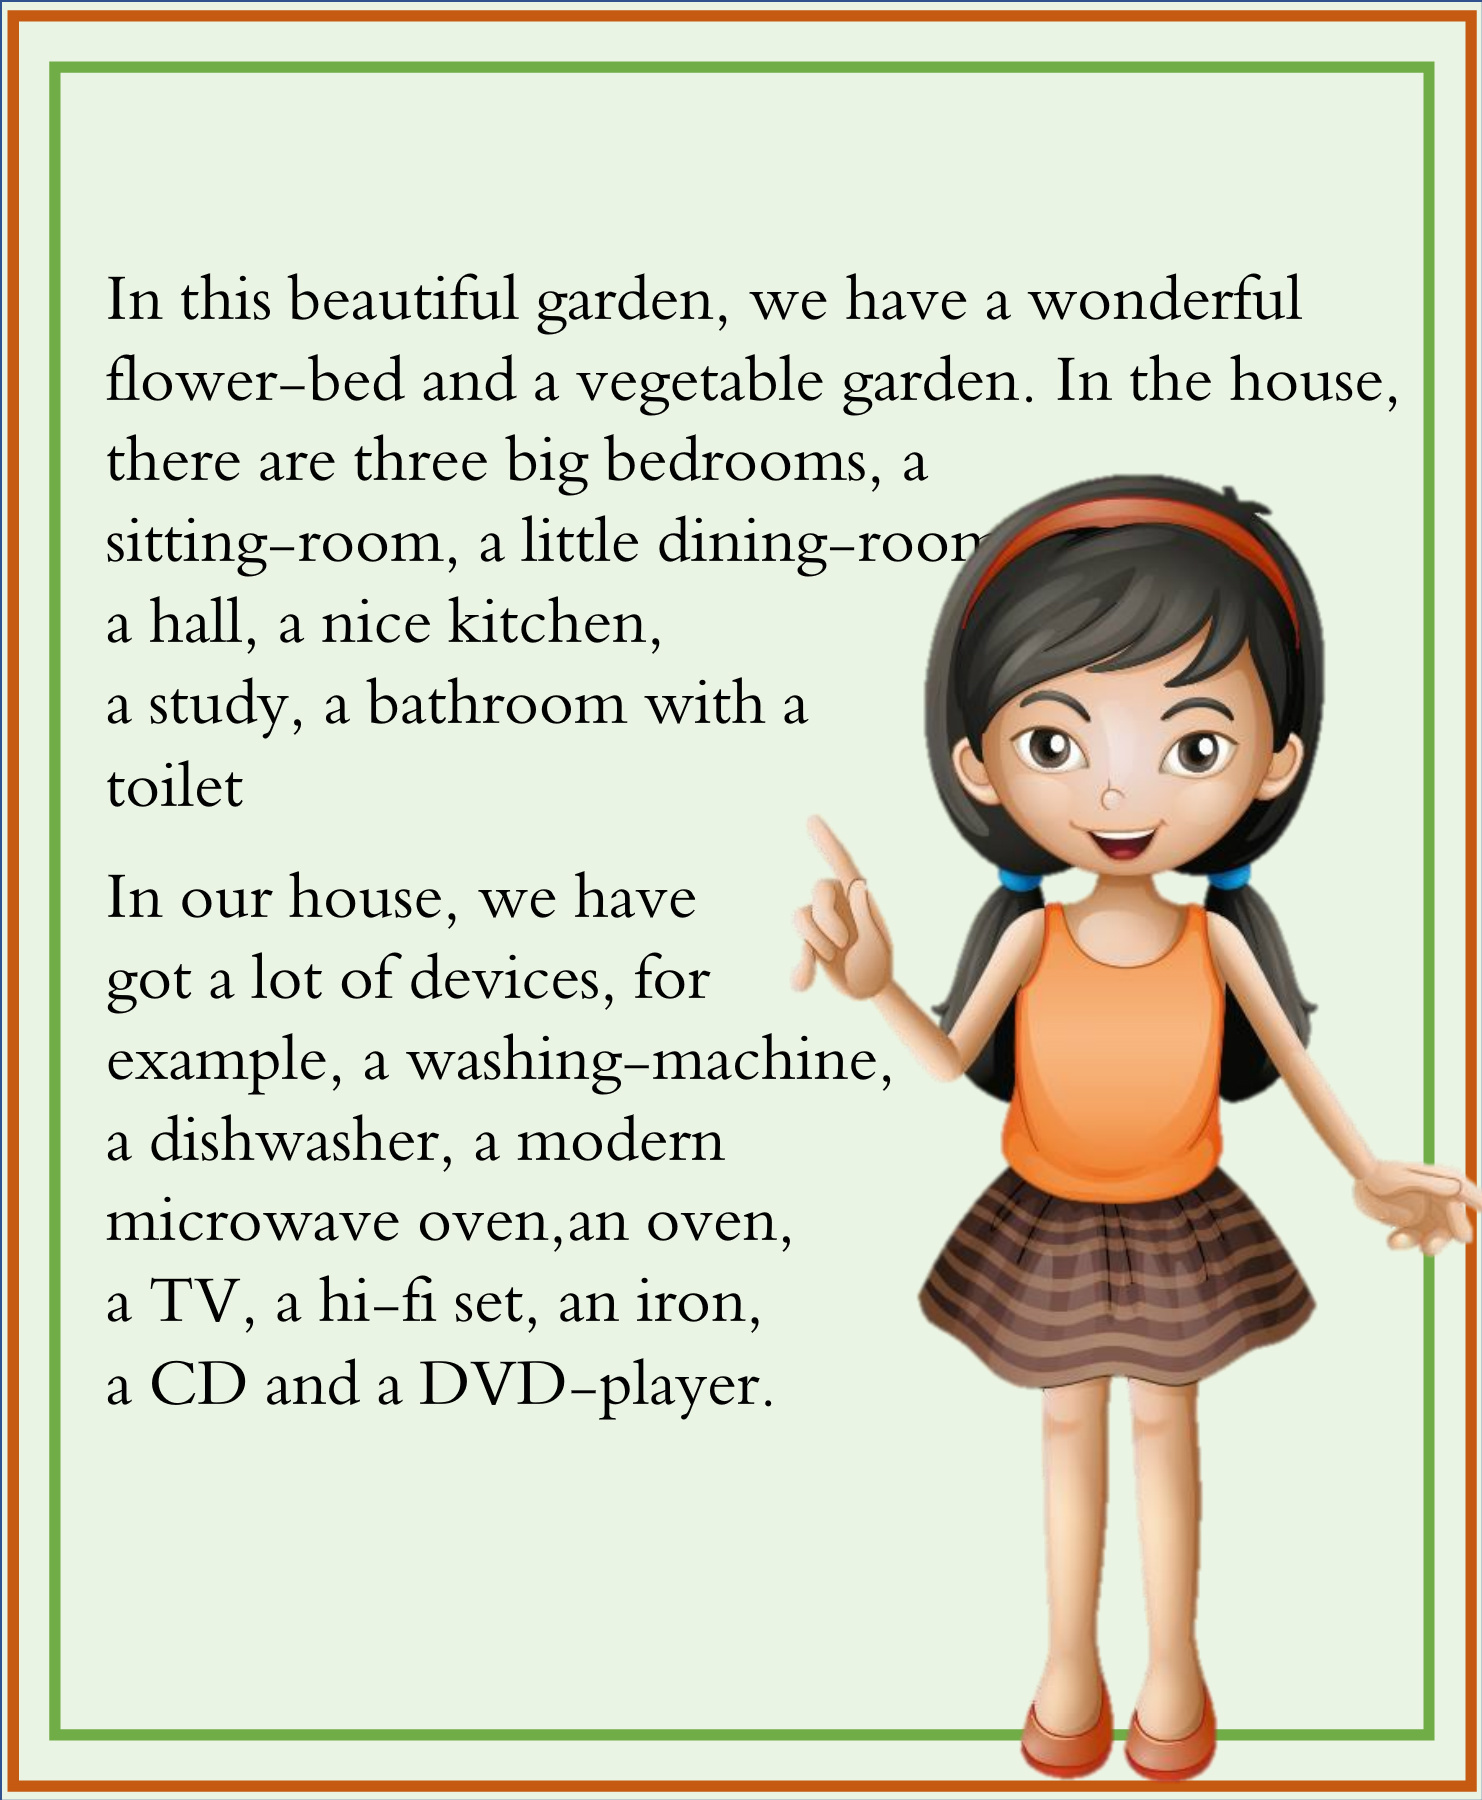 In this beautiful garden, we have a wonderful
flower-bed and a vegetable garden. In the house,
there are three big bedrooms, a
sitting-room, a little dining-room
a hall, a nice kitchen,
a study, a bathroom with a
toilet
In our house, we have
got a lot of devices, for
example, a washing-machine,
a dishwasher, a modern
microwave oven,an oven,
a TV, a hi-fi set, an iron,
a CD and a DVD-player.